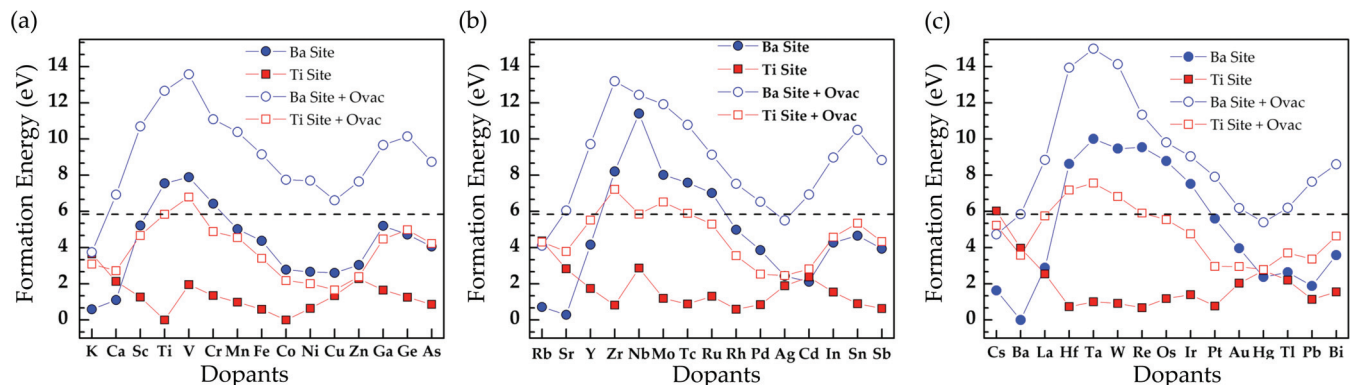 (a)
Formation Energy (eV)
14
12
10
8
6
4
2
0
Ba Site
Ti Site
Ba Site + Ovac
Ti Site + Ovac
K Ca Sc Ti V Cr Mn Fe Co Ni Cu Zn Ga Ge As
Dopants
(b)
Formation Energy (eV)
14
12
10
8
6
4
2
0
Ba Site
Ti Site
Ba Site + Ovac
Ti Site + Ovac
Rb Sr Y Zr Nb Mo Tc Ru Rh Pd Ag Cd In Sn Sb
Dopants
(c)
Formation Energy (eV)
14
12
10
8
6
4
2
0
Ba Site
Ti Site
Ba Site + Ovac
Ti Site + Ovac
Cs Ba La Hf Ta W Re Os Ir Pt Au Hg Tl Pb Bi
Dopants